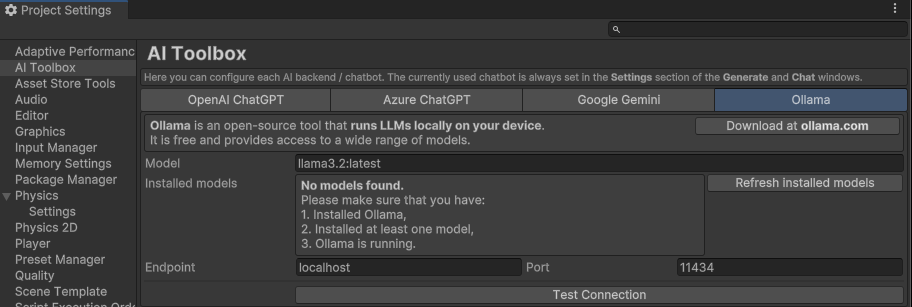 Project Settings
Adaptive Performanc
AI Toolbox
Asset Store Tools
Audio
Editor
Graphics
Input Manager
Memory Settings
Package Manager
Physics
Settings
Physics 2D
Player
Preset Manager
Quality
Scene Template
Script Execution Orde
AI Toolbox
Here you can configure each AI backend / chatbot. The currently used chatbot is always set in the Settings section of the Generate and Chat windows.
OpenAI ChatGPT
Azure ChatGPT
Google Gemini
Ollama
Ollama is an open-source tool that runs LLMs locally on your device.
It is free and provides access to a wide range of models.
Download at ollama.com
Model
llama3.2:latest
Installed models
No models found.
Please make sure that you have:
1. Installed Ollama,
2. Installed at least one model,
3. Ollama is running.
Refresh installed models
Endpoint
localhost
Port
11434
Test Connection